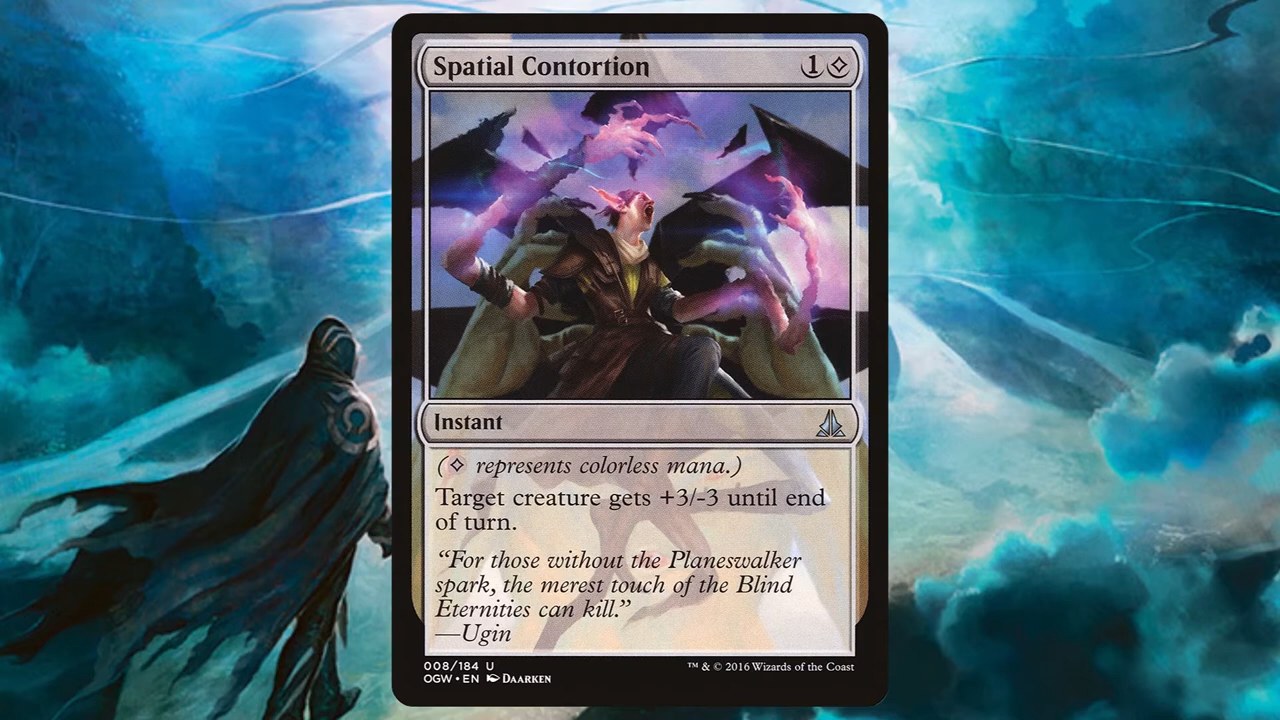 Spatial Contortion
1◇
Instant
(◇ represents colorless mana.)
Target creature gets +3/-3 until end
of turn.
“For those without the Planeswalker
spark, the merest touch of the Blind
Eternities can kill.”
—Ugin
008/184 U
OGW • EN DAARKEN
™ & © 2016 Wizards of the Coast